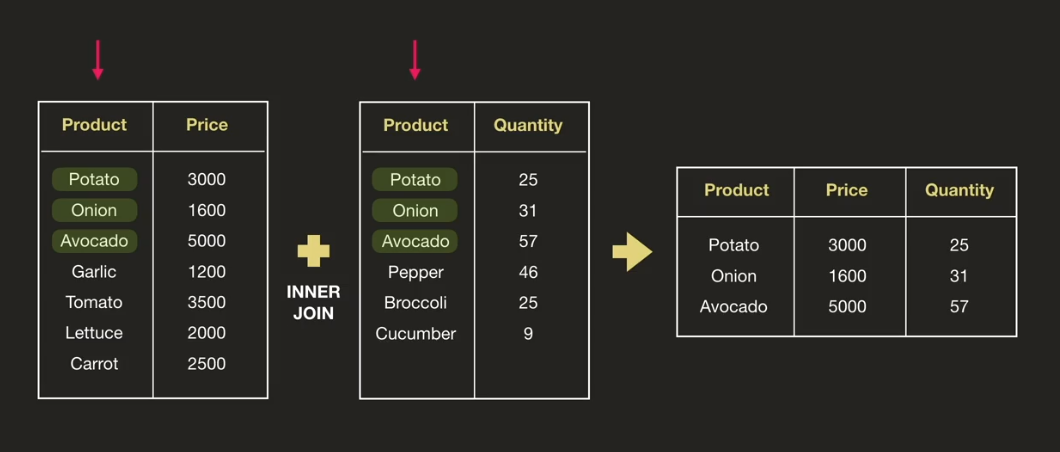 Product Price
Potato 3000
Onion 1600
Avocado 5000
Garlic 1200
Tomato 3500
Lettuce 2000
Carrot 2500
INNER
JOIN
Product Quantity
Potato 25
Onion 31
Avocado 57
Pepper 46
Broccoli 25
Cucumber 9
Product Price Quantity
Potato 3000 25
Onion 1600 31
Avocado 5000 57